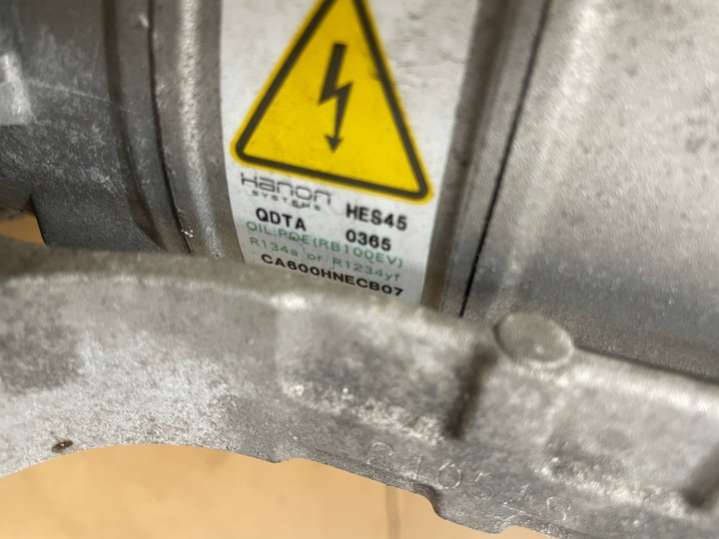 Hanon
SYSTEMS
HES45
QDTA 0365
OIL:POE(RB100EV)
R134a or R1234yf
CA600HNECB07